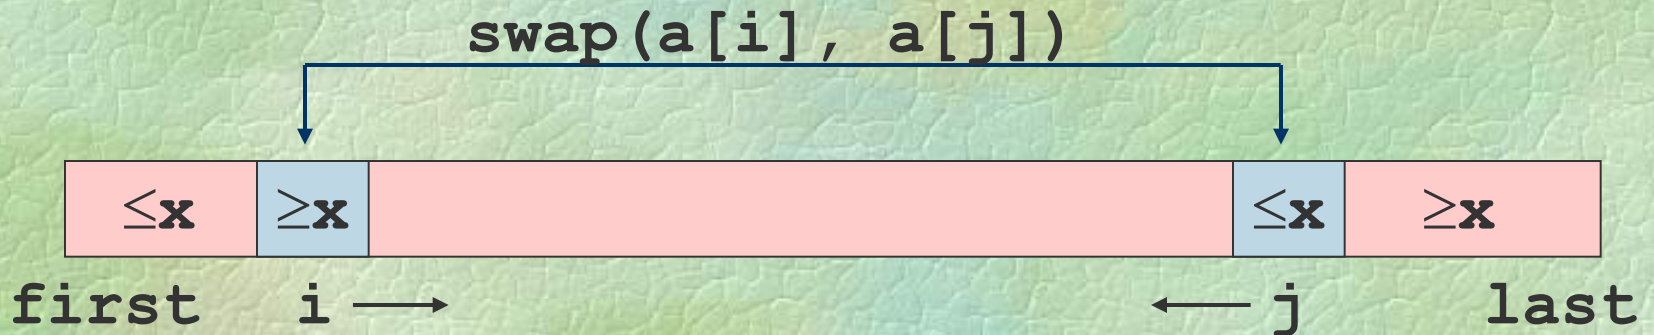 swap(a[i], a[j])
≤x ≥x ≤x ≥x
first i j last